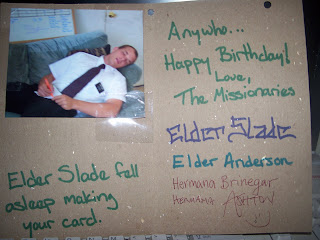 Anywho...
Happy Birthday!
Love,
The Missionaries
Elder Slade
Elder Anderson
Hermana Brinegar
Hermana Ashton
Elder Slade fell
asleep making
your card.